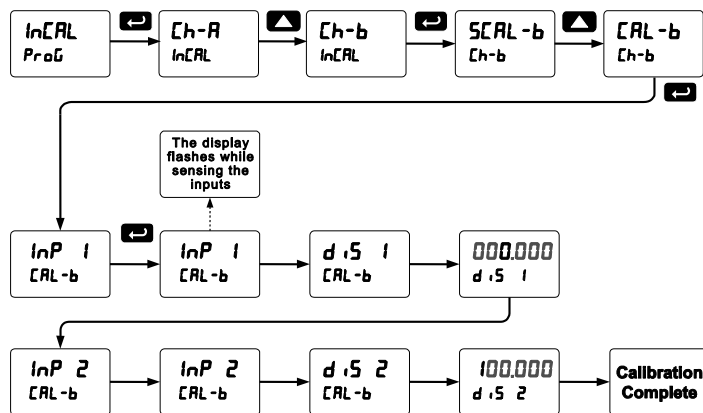 InCAL
ProG
Ch-A
InCAL
Ch-b
InCAL
SCAL-b
Ch-b
CAL-b
Ch-b
The display
flashes while
sensing the
inputs
InP 1
CAL-b
InP 1
CAL-b
diS 1
CAL-b
000.000
diS 1
InP 2
CAL-b
InP 2
CAL-b
diS 2
CAL-b
100.000
diS 2
Calibration
Complete